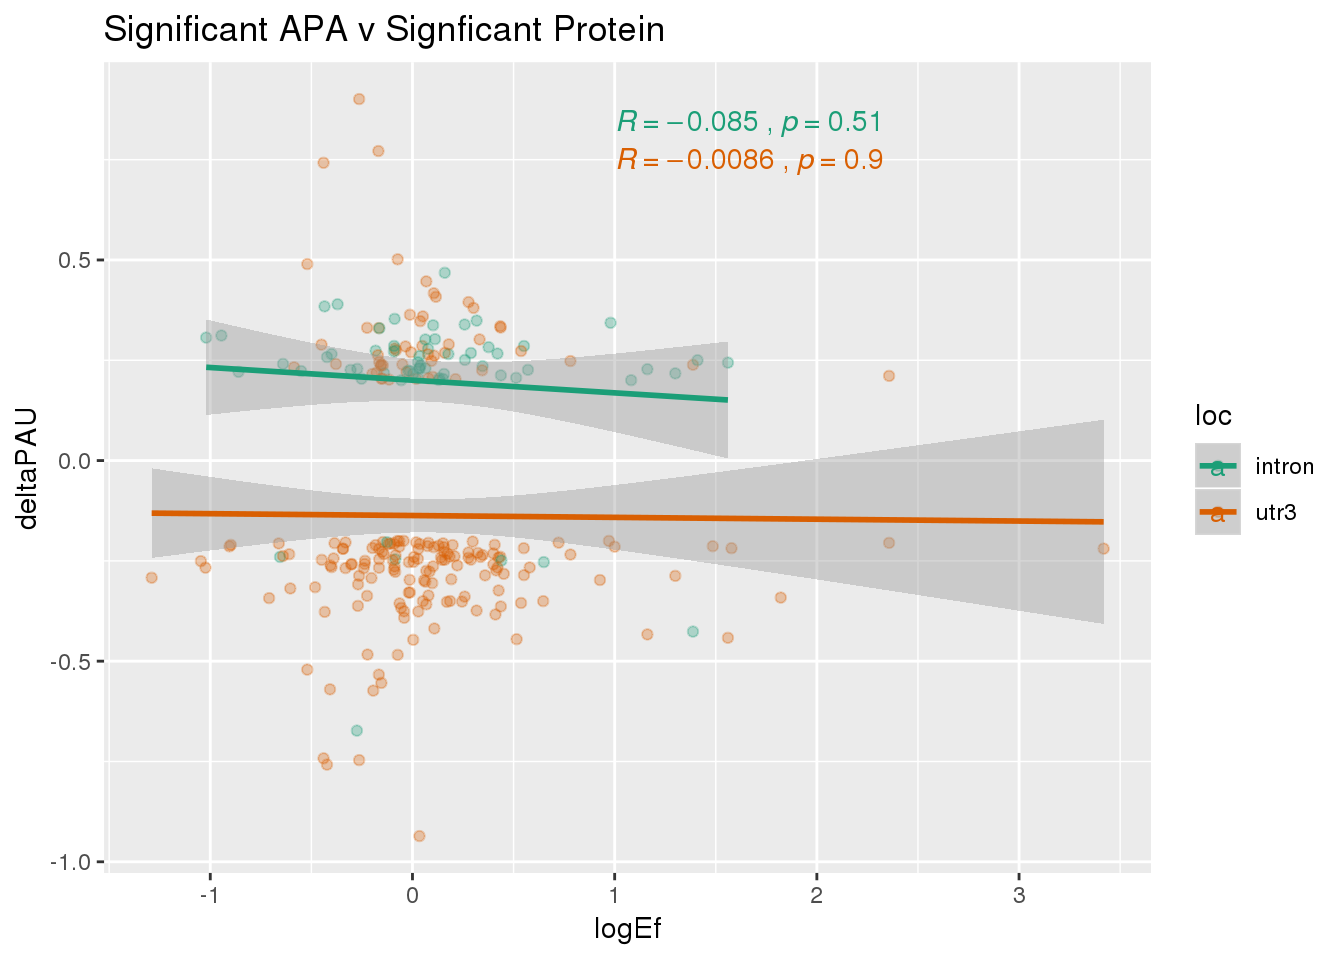 Significant APA v Signficant Protein
R = −0.085 , p = 0.51
R = −0.0086 , p = 0.9
deltaPAU
0.5
0.0
-0.5
-1.0
-1 0 1 2 3
logEf
loc
a intron
a utr3